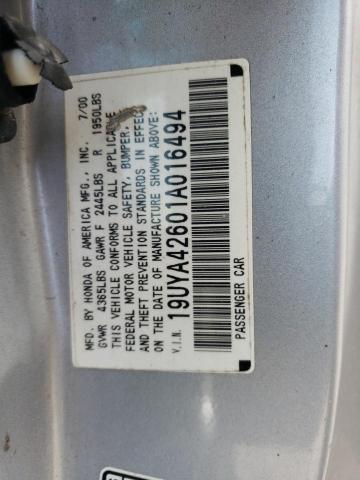 MFD. BY HONDA OF AMERICA MFG., INC. 7/00
GVWR 4365LBS GAWR F 2445LBS R 1950LBS
THIS VEHICLE CONFORMS TO ALL APPLICABLE
FEDERAL MOTOR VEHICLE SAFETY, BUMPER,
AND THEFT PREVENTION STANDARDS IN EFFECT
ON THE DATE OF MANUFACTURE SHOWN ABOVE:
V.I.N. 19UYA42601A016494
PASSENGER CAR